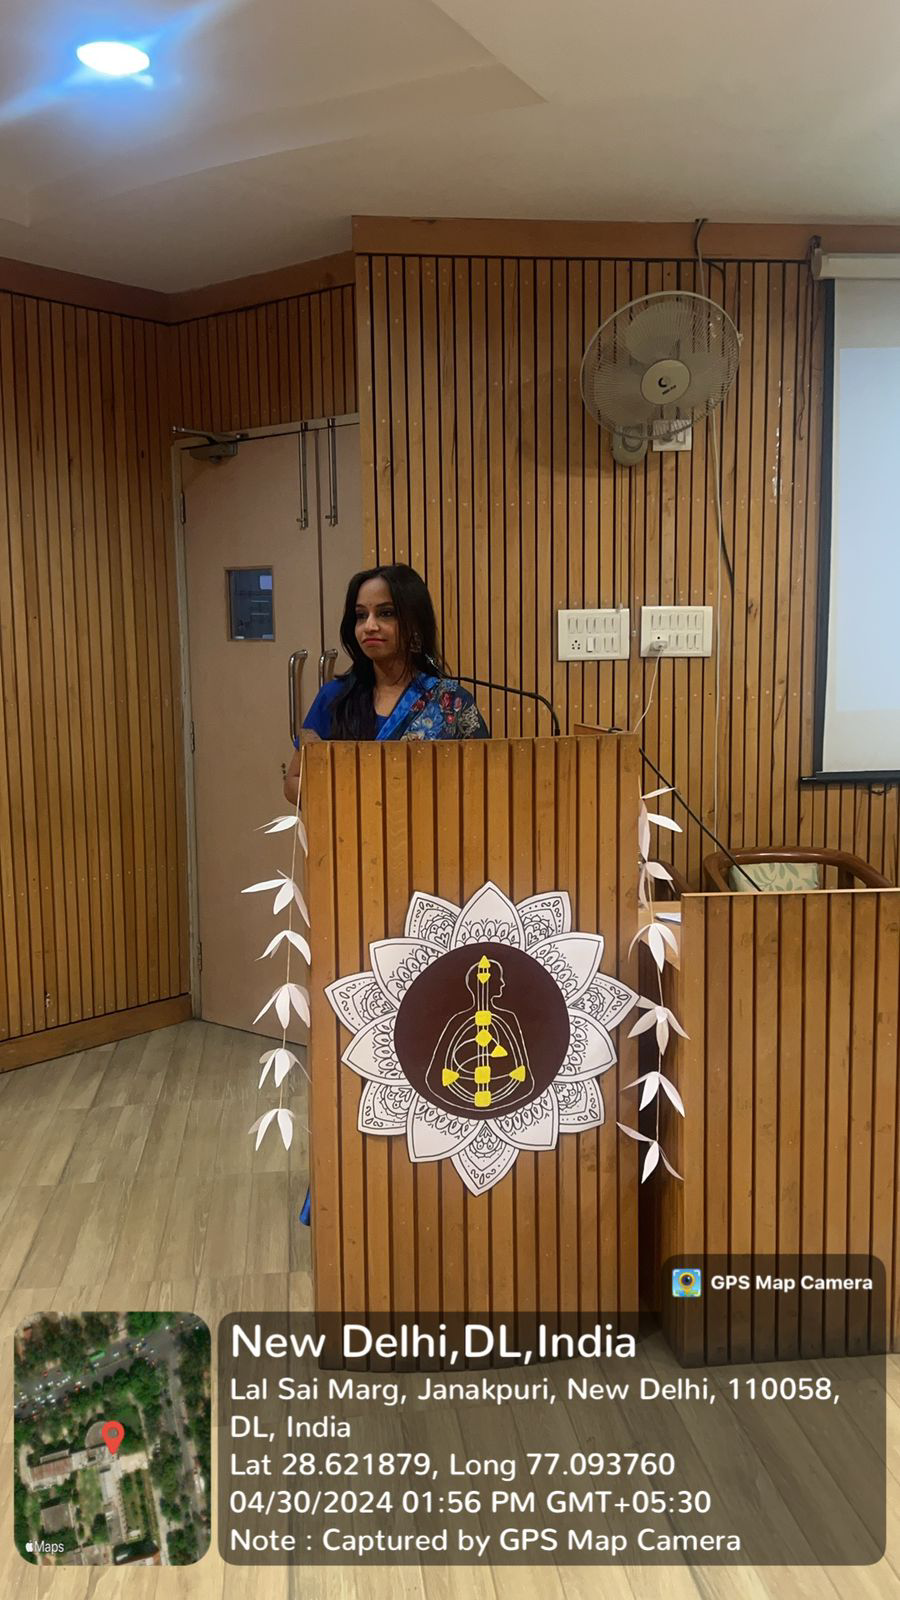 GPS Map Camera
New Delhi,DL,India
Lal Sai Marg, Janakpuri, New Delhi, 110058,
DL, India
Lat 28.621879, Long 77.093760
04/30/2024 01:56 PM GMT+05:30
Note : Captured by GPS Map Camera
Maps